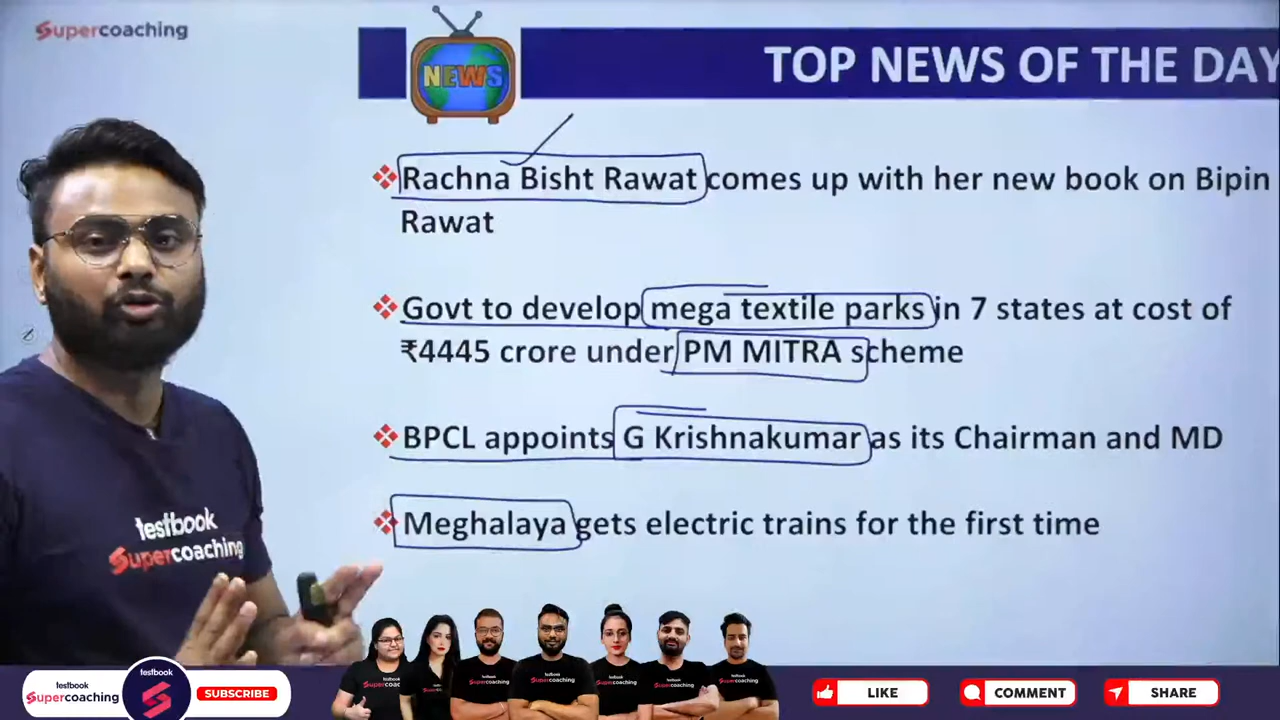 Supercoaching
NEWS
TOP NEWS OF THE DAY
Rachna Bisht Rawat comes up with her new book on Bipin
Rawat
Govt to develop mega textile parks in 7 states at cost of
₹4445 crore under PM MITRA scheme
BPCL appoints G Krishnakumar as its Chairman and MD
Meghalaya gets electric trains for the first time
testbook
Supercoaching
testbook
Supercoaching
testbook
SUBSCRIBE
LIKE
COMMENT
SHARE